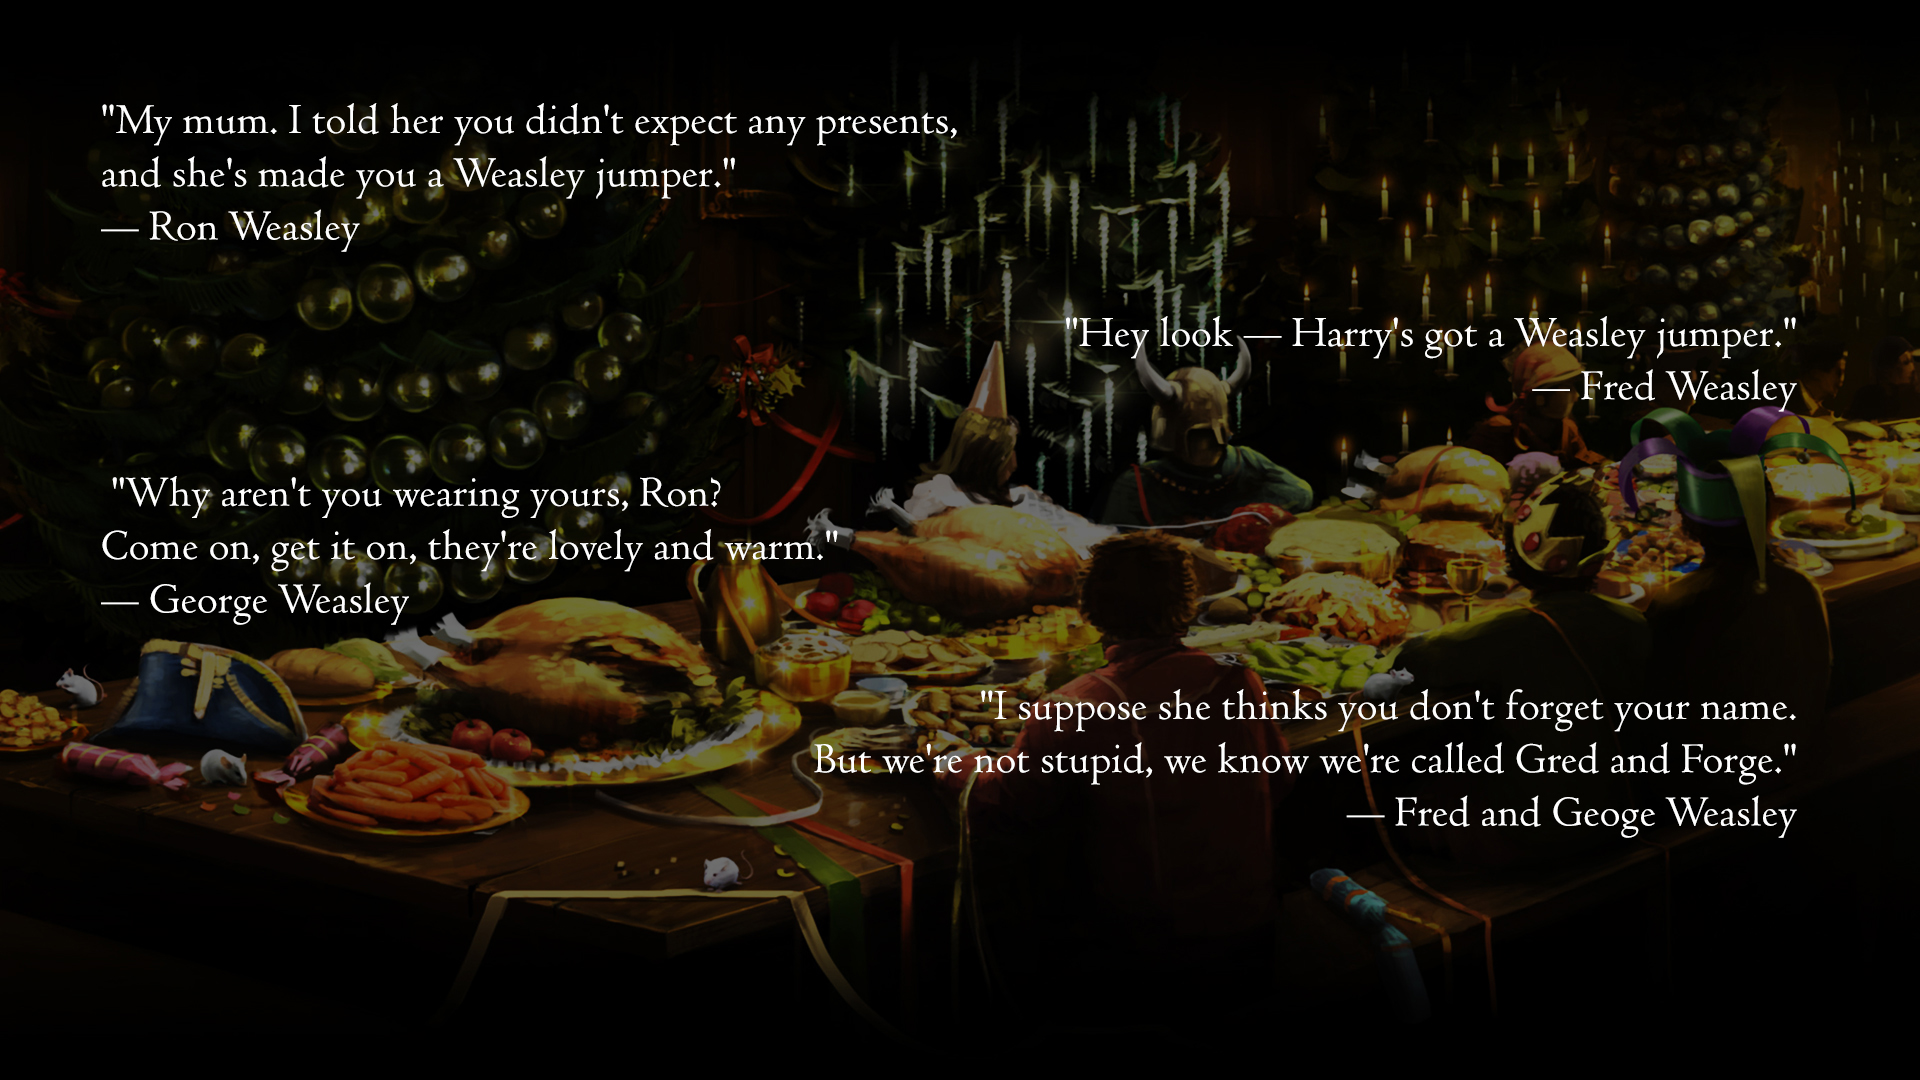 "My mum. I told her you didn't expect any presents,
and she's made you a Weasley jumper."
— Ron Weasley
"Hey look — Harry's got a Weasley jumper."
— Fred Weasley
"Why aren't you wearing yours, Ron?
Come on, get it on, they're lovely and warm."
— George Weasley
"I suppose she thinks you don't forget your name.
But we're not stupid, we know we're called Gred and Forge."
— Fred and Geoge Weasley